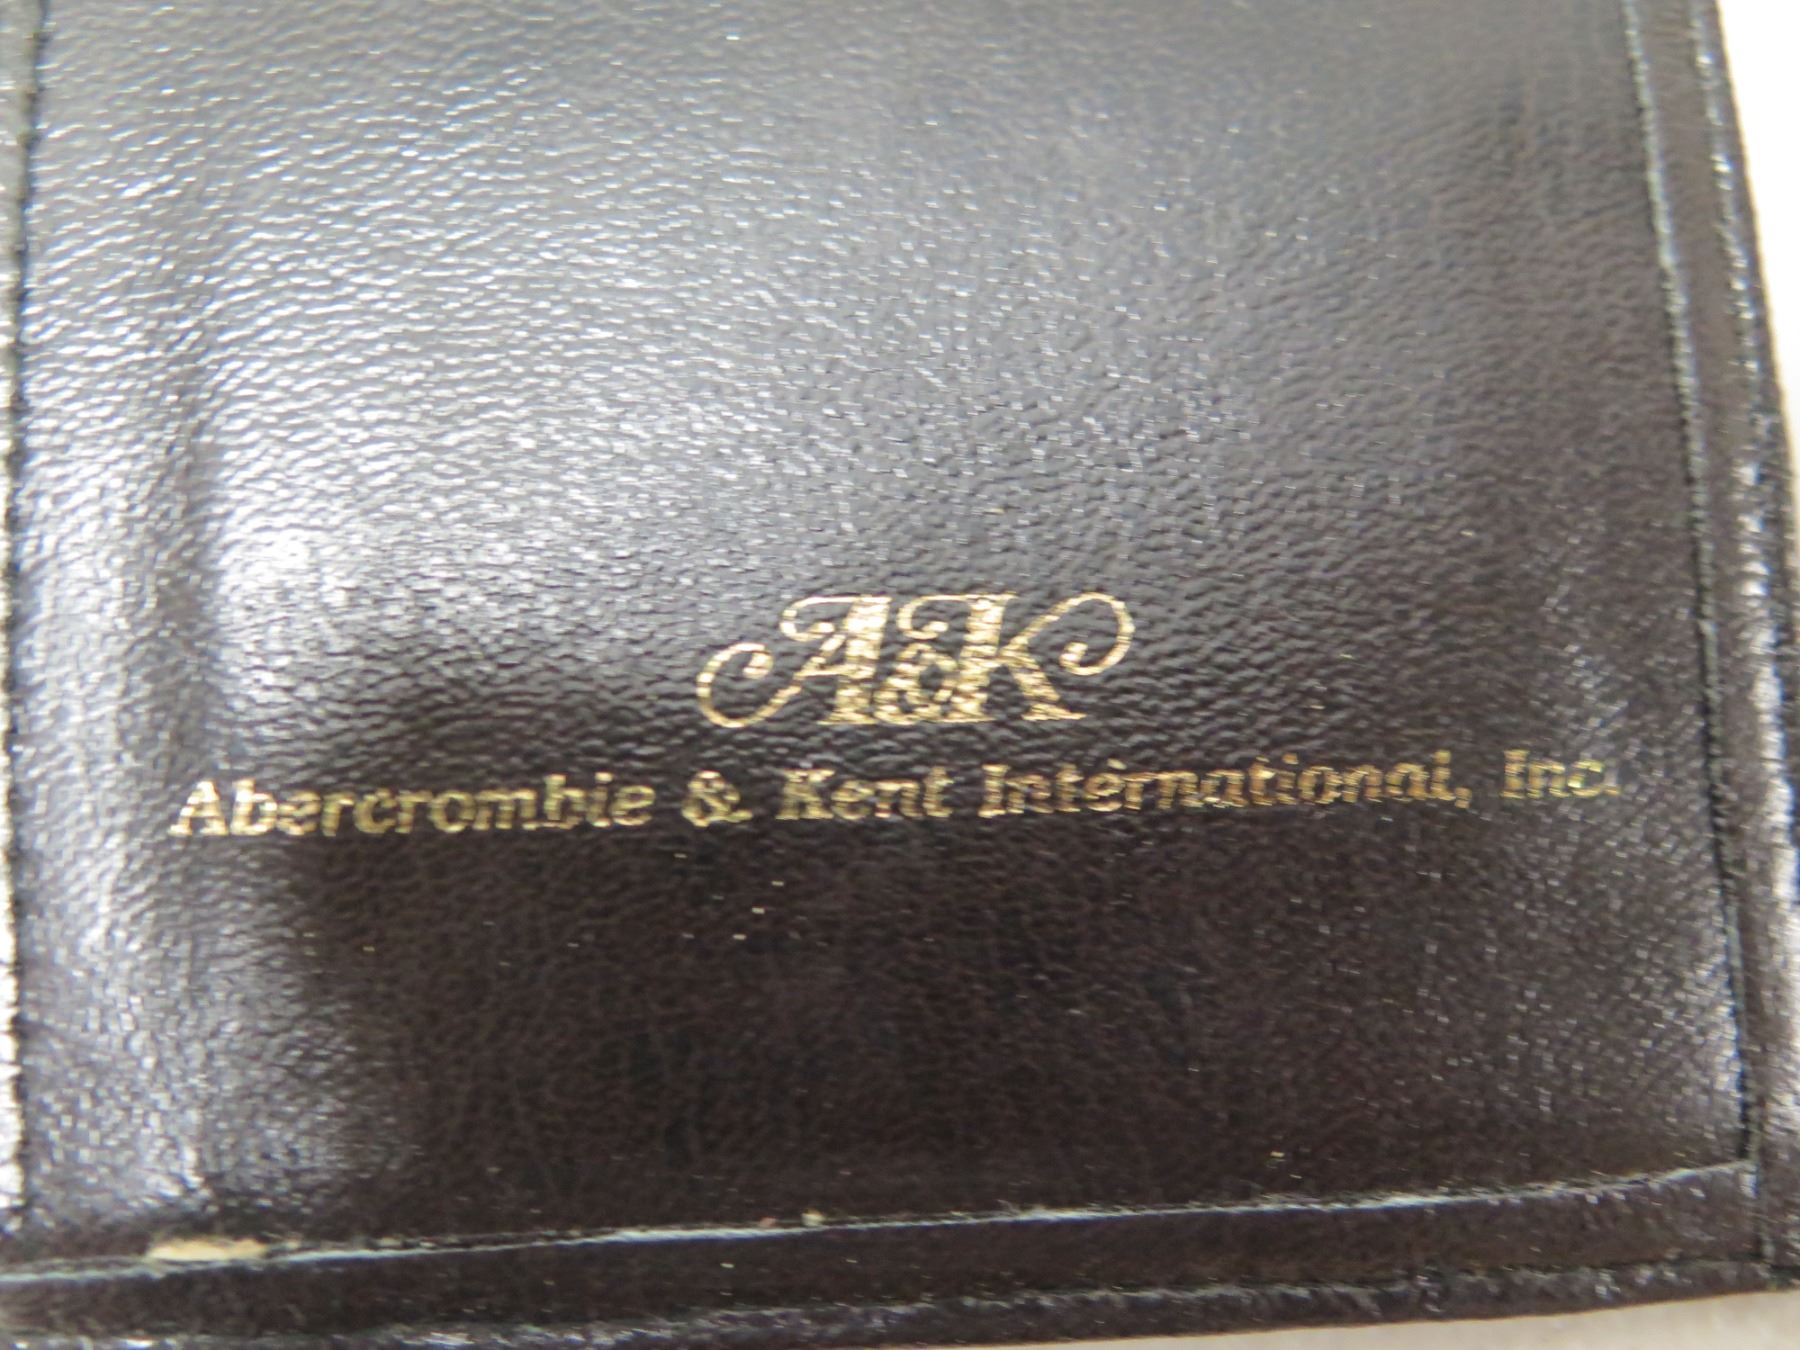 A&K
Abercrombie & Kent International, Inc.